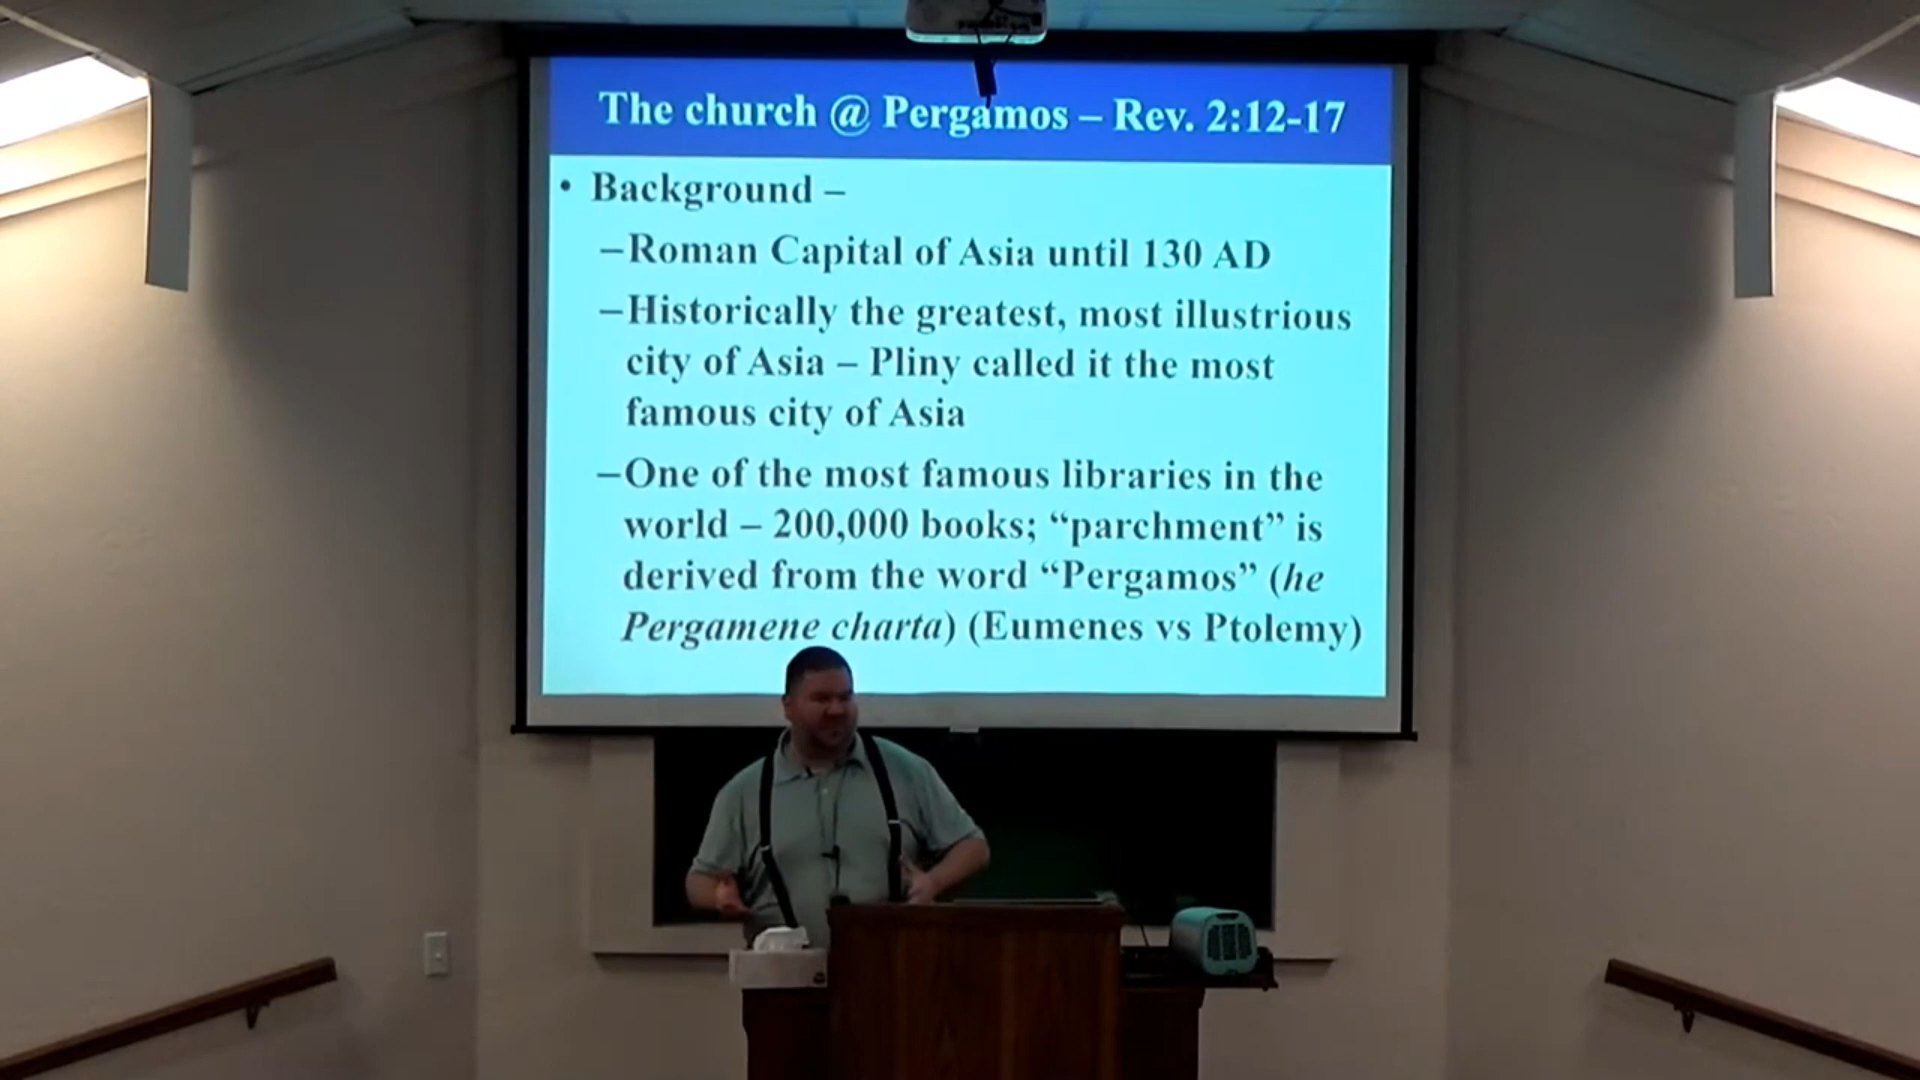 The church @ Pergamos – Rev. 2:12-17
• Background –
–Roman Capital of Asia until 130 AD
–Historically the greatest, most illustrious
city of Asia – Pliny called it the most
famous city of Asia
–One of the most famous libraries in the
world – 200,000 books; “parchment” is
derived from the word “Pergamos” (he
Pergamene charta) (Eumenes vs Ptolemy)